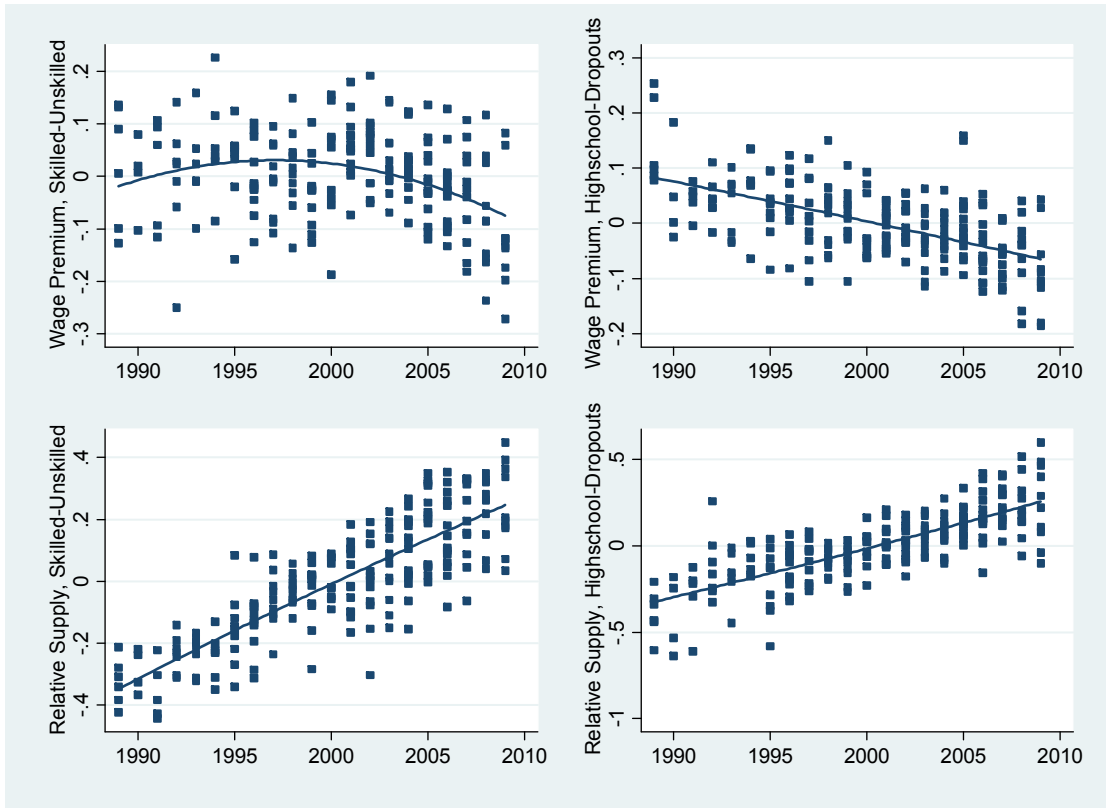 Wage Premium, Skilled-Unskilled
.2
.1
0
-.1
-.2
-.3
1990 1995 2000 2005 2010
Wage Premium, Highschool-Dropouts
.3
.2
.1
0
-.1
-.2
1990 1995 2000 2005 2010
Relative Supply, Skilled-Unskilled
.4
.2
0
-.2
-.4
1990 1995 2000 2005 2010
Relative Supply, Highschool-Dropouts
.5
0
-.5
-1
1990 1995 2000 2005 2010